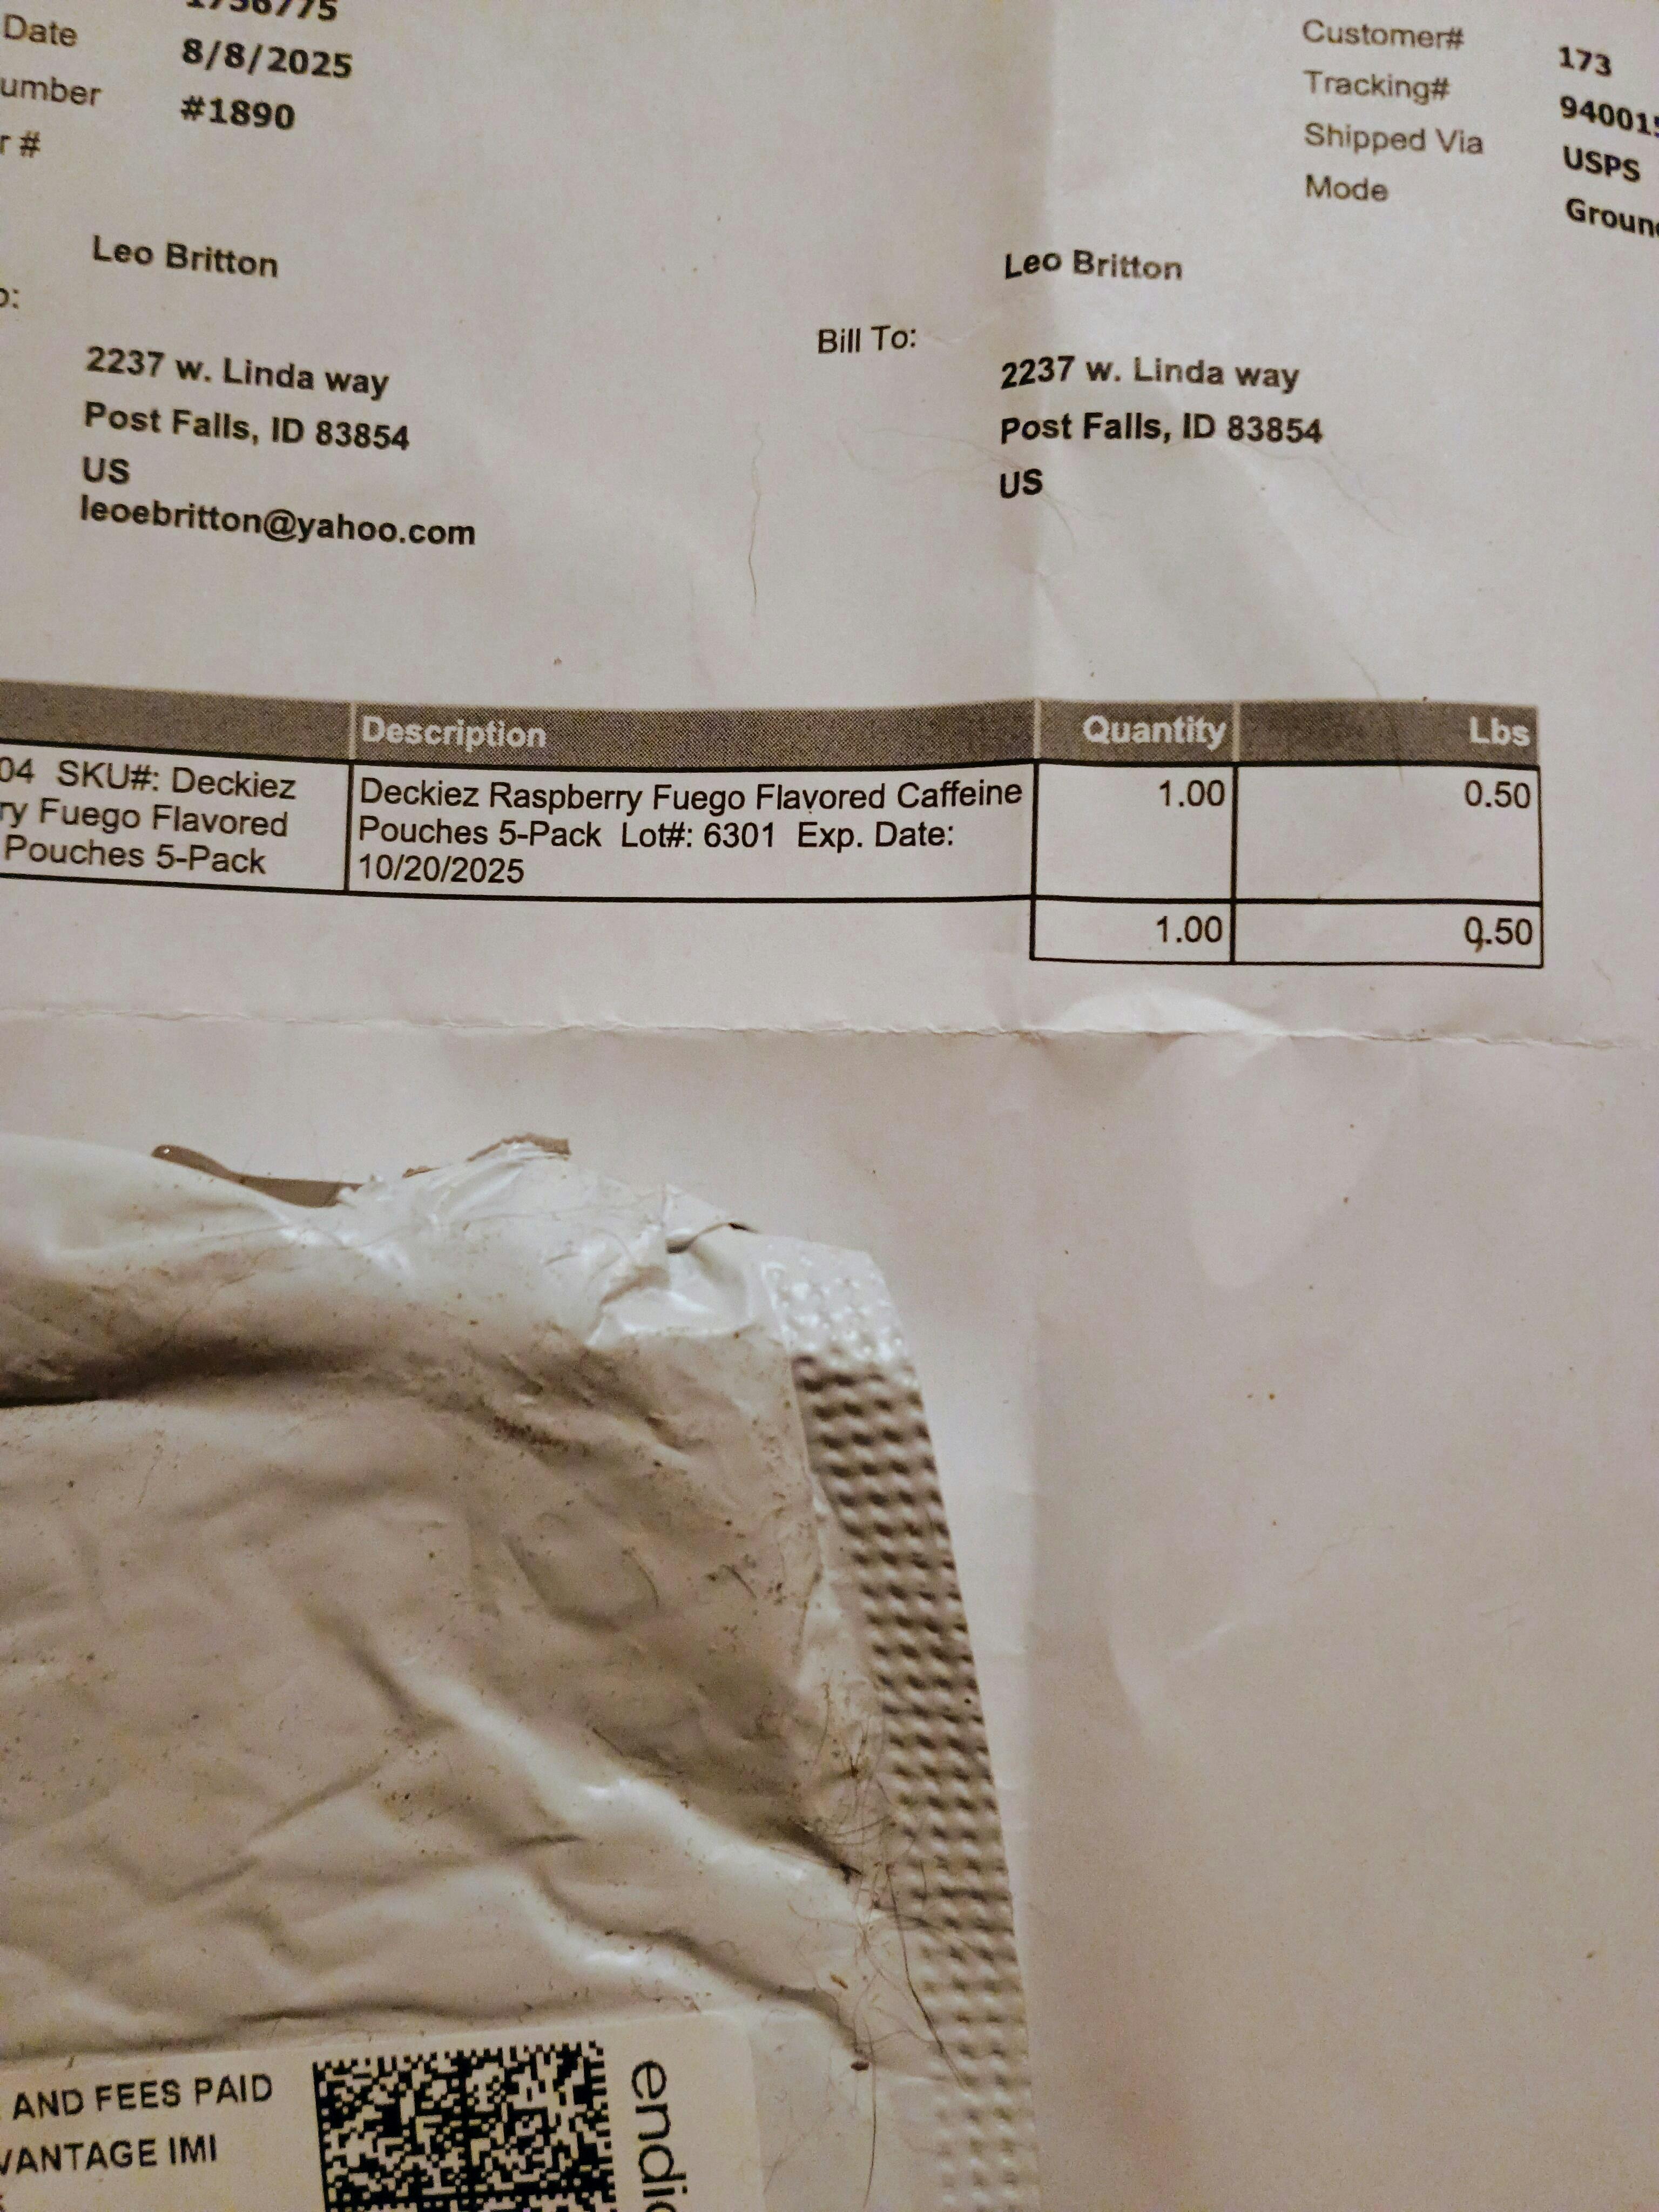 1756775
Date 8/8/2025
umber #1890
r #
Customer# 173
Tracking# 94001
Shipped Via USPS
Mode Groun
Leo Britton
o:
2237 w. Linda way
Post Falls, ID 83854
US
leoebritton@yahoo.com
Leo Britton
Bill To:
2237 w. Linda way
Post Falls, ID 83854
US
Description Quantity Lbs
04 SKU#: Deckiez
ry Fuego Flavored
Pouches 5-Pack
Deckiez Raspberry Fuego Flavored Caffeine
Pouches 5-Pack Lot#: 6301 Exp. Date:
10/20/2025
1.00 0.50
1.00 0.50
AND FEES PAID
VANTAGE IMI
endic